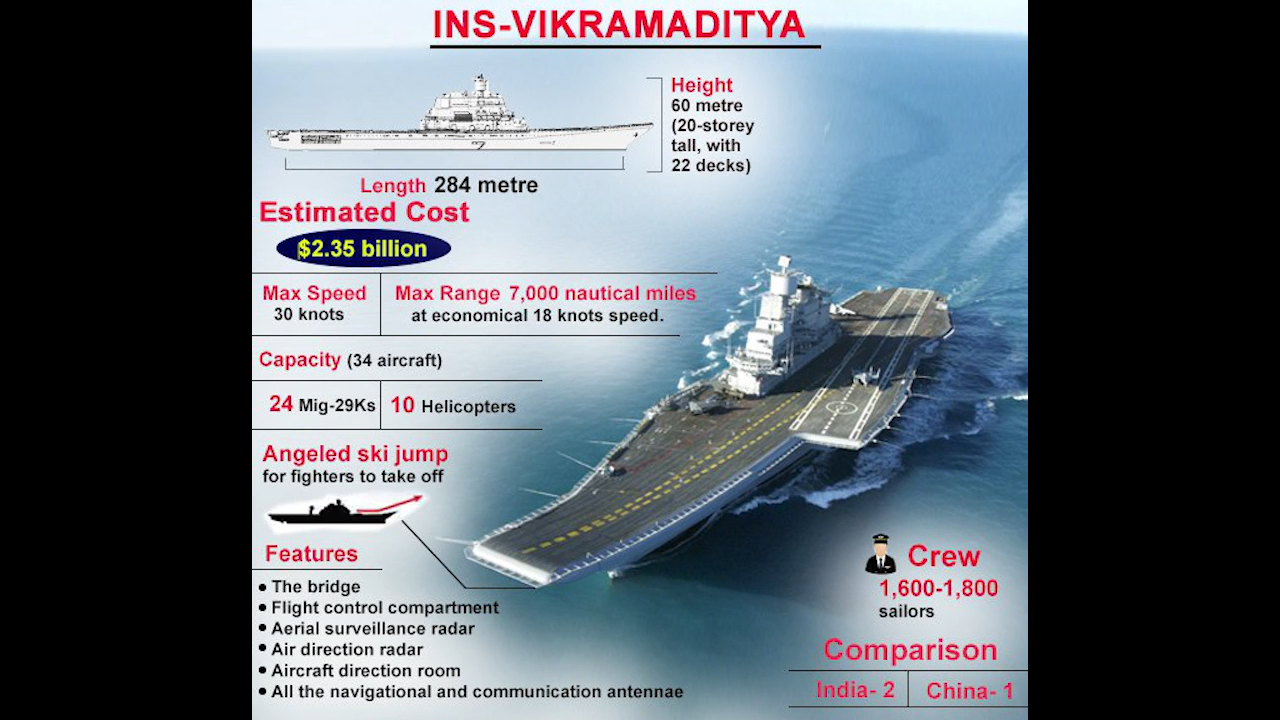 INS-VIKRAMADITYA
Height
60 metre
(20-storey
tall, with
22 decks)
Length 284 metre
Estimated Cost
$2.35 billion
Max Speed
30 knots
Max Range 7,000 nautical miles
at economical 18 knots speed.
Capacity (34 aircraft)
24 Mig-29Ks
10 Helicopters
Angeled ski jump
for fighters to take off
Features
• The bridge
• Flight control compartment
• Aerial surveillance radar
• Air direction radar
• Aircraft direction room
• All the navigational and communication antennae
Crew
1,600-1,800
sailors
Comparison
India- 2
China- 1